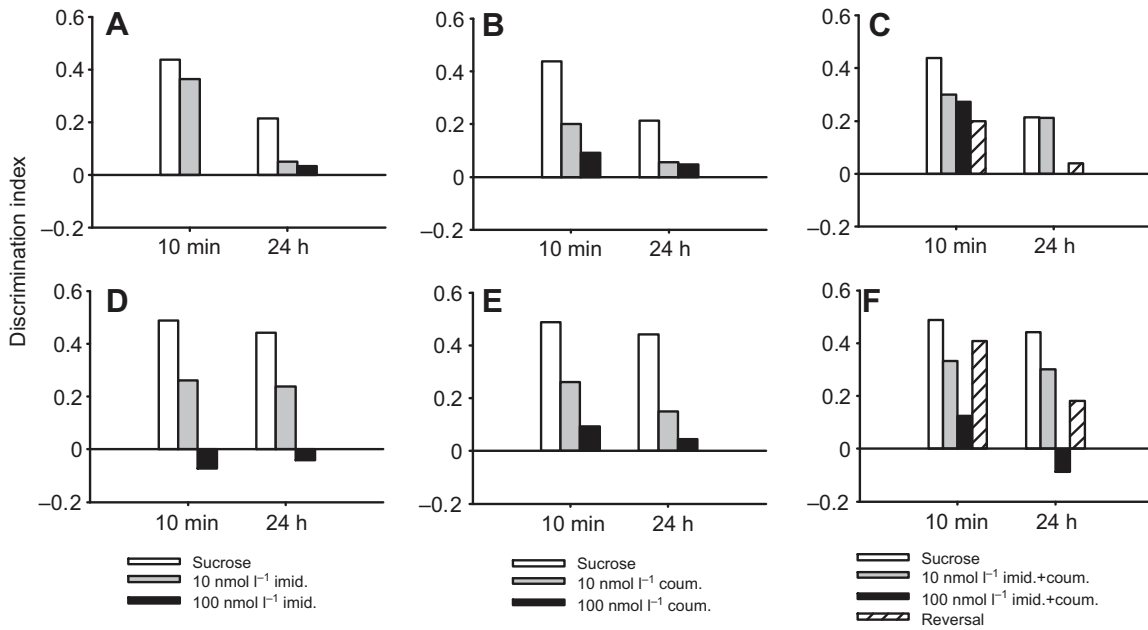 A
0.6
0.4
0.2
0
–0.2
10 min 24 h
B
0.6
0.4
0.2
0
–0.2
10 min 24 h
C
0.6
0.4
0.2
0
–0.2
10 min 24 h
Discrimination index
D
0.6
0.4
0.2
0
–0.2
10 min 24 h
E
0.6
0.4
0.2
0
–0.2
10 min 24 h
F
0.6
0.4
0.2
0
–0.2
10 min 24 h
Sucrose
10 nmol l⁻¹ imid.
100 nmol l⁻¹ imid.
Sucrose
10 nmol l⁻¹ coum.
100 nmol l⁻¹ coum.
Sucrose
10 nmol l⁻¹ imid.+coum.
100 nmol l⁻¹ imid.+coum.
Reversal